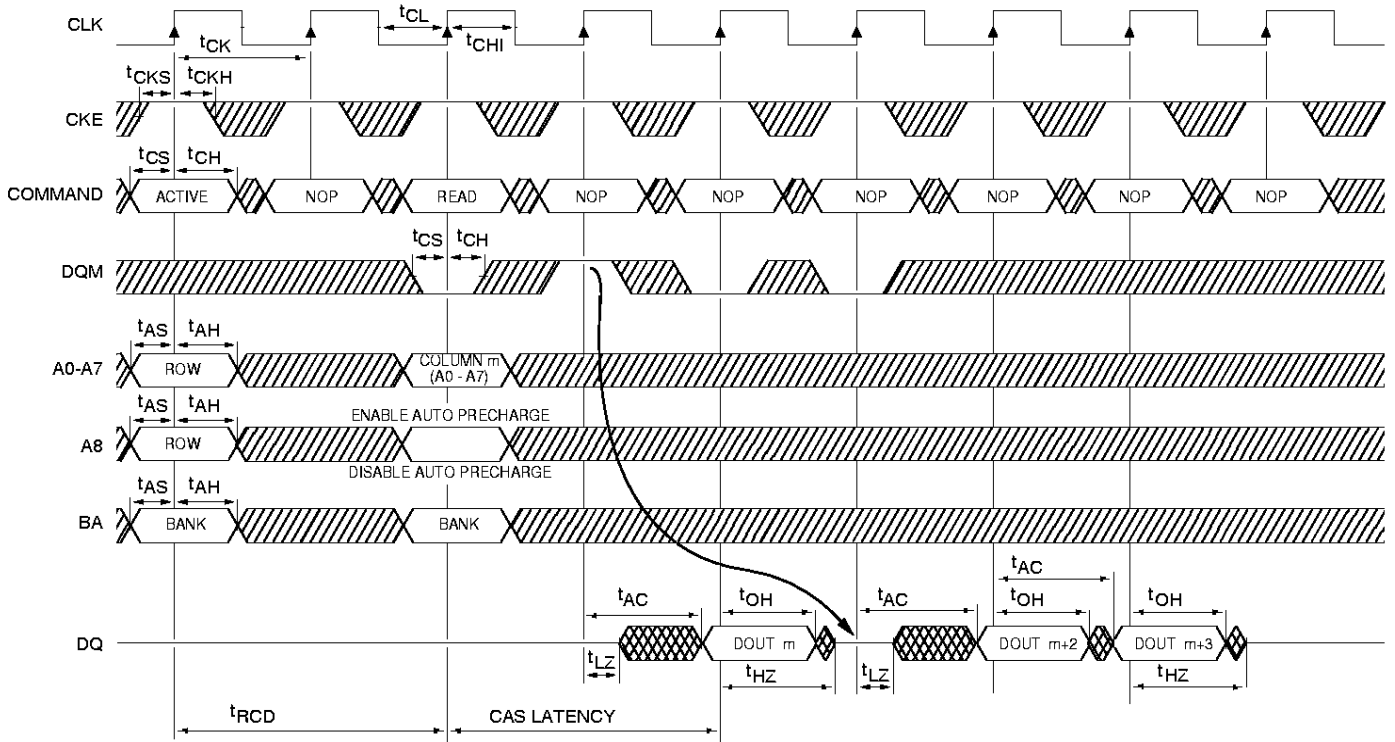 CLK
tCL
tCHI
tCK
tCKS tCKH
CKE
tCS tCH
COMMAND ACTIVE NOP READ NOP NOP NOP NOP NOP NOP
tCS tCH
DQM
tAS tAH
A0-A7 ROW COLUMN m
(A0 - A7)
tAS tAH ENABLE AUTO PRECHARGE
A8 ROW
DISABLE AUTO PRECHARGE
tAS tAH
BA BANK BANK
tAC
tAC tOH tAC tOH tOH
DQ DOUT m DOUT m+2 DOUT m+3
tLZ tHZ tLZ tHZ
tRCD CAS LATENCY